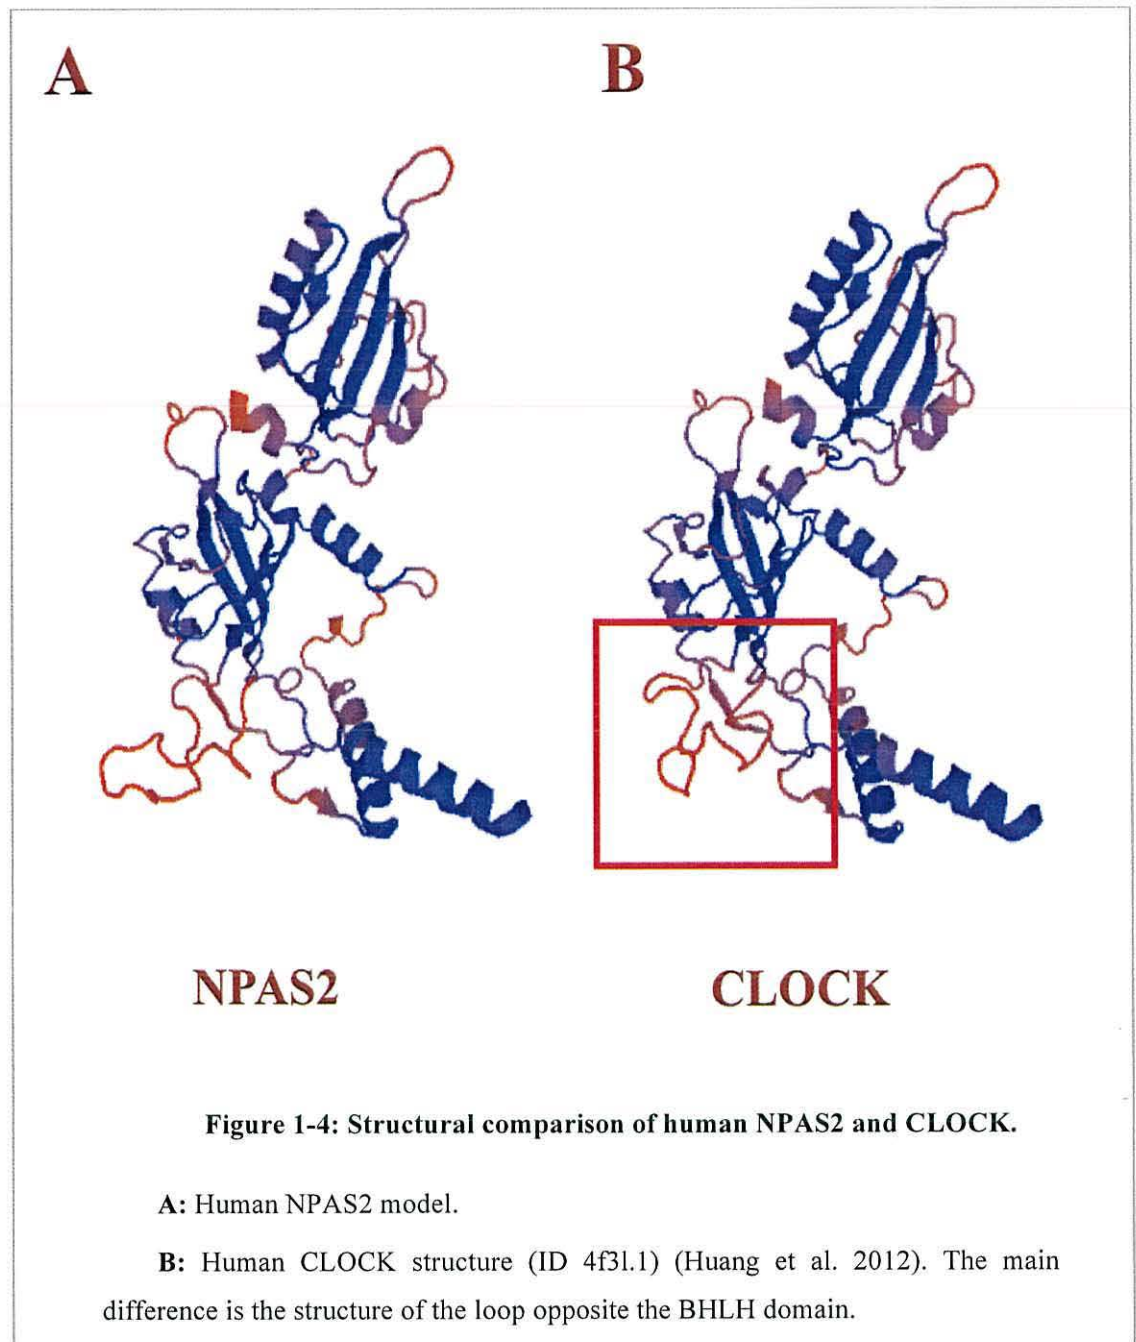 A B
NPAS2 CLOCK
Figure 1-4: Structural comparison of human NPAS2 and CLOCK.
A: Human NPAS2 model.
B: Human CLOCK structure (ID 4f3l.1) (Huang et al. 2012). The main
difference is the structure of the loop opposite the BHLH domain.